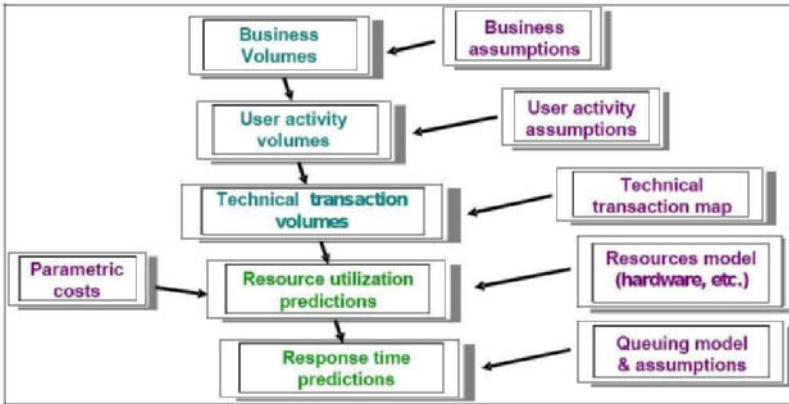 Business
Volumes
Business
assumptions
User activity
volumes
User activity
assumptions
Technical transaction
volumes
Technical
transaction map
Parametric
costs
Resource utilization
predictions
Resources model
(hardware, etc.)
Response time
predictions
Queuing model
& assumptions